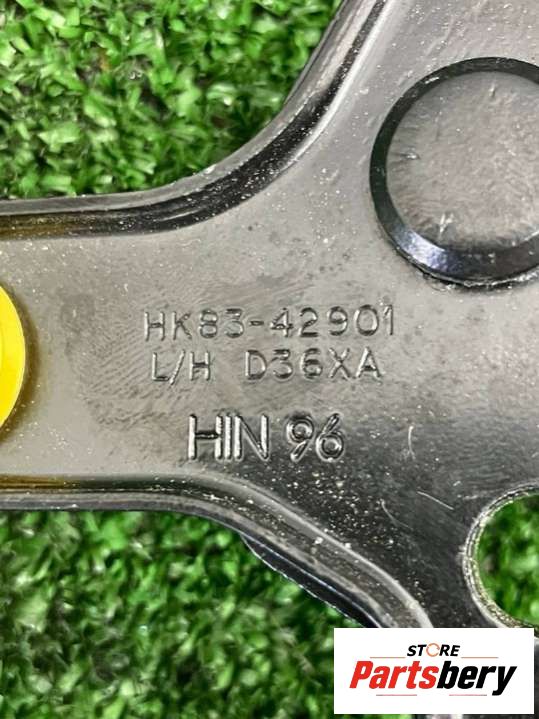 HK83-42901
L/H D36XA
HIN 96
STORE
Partsbery